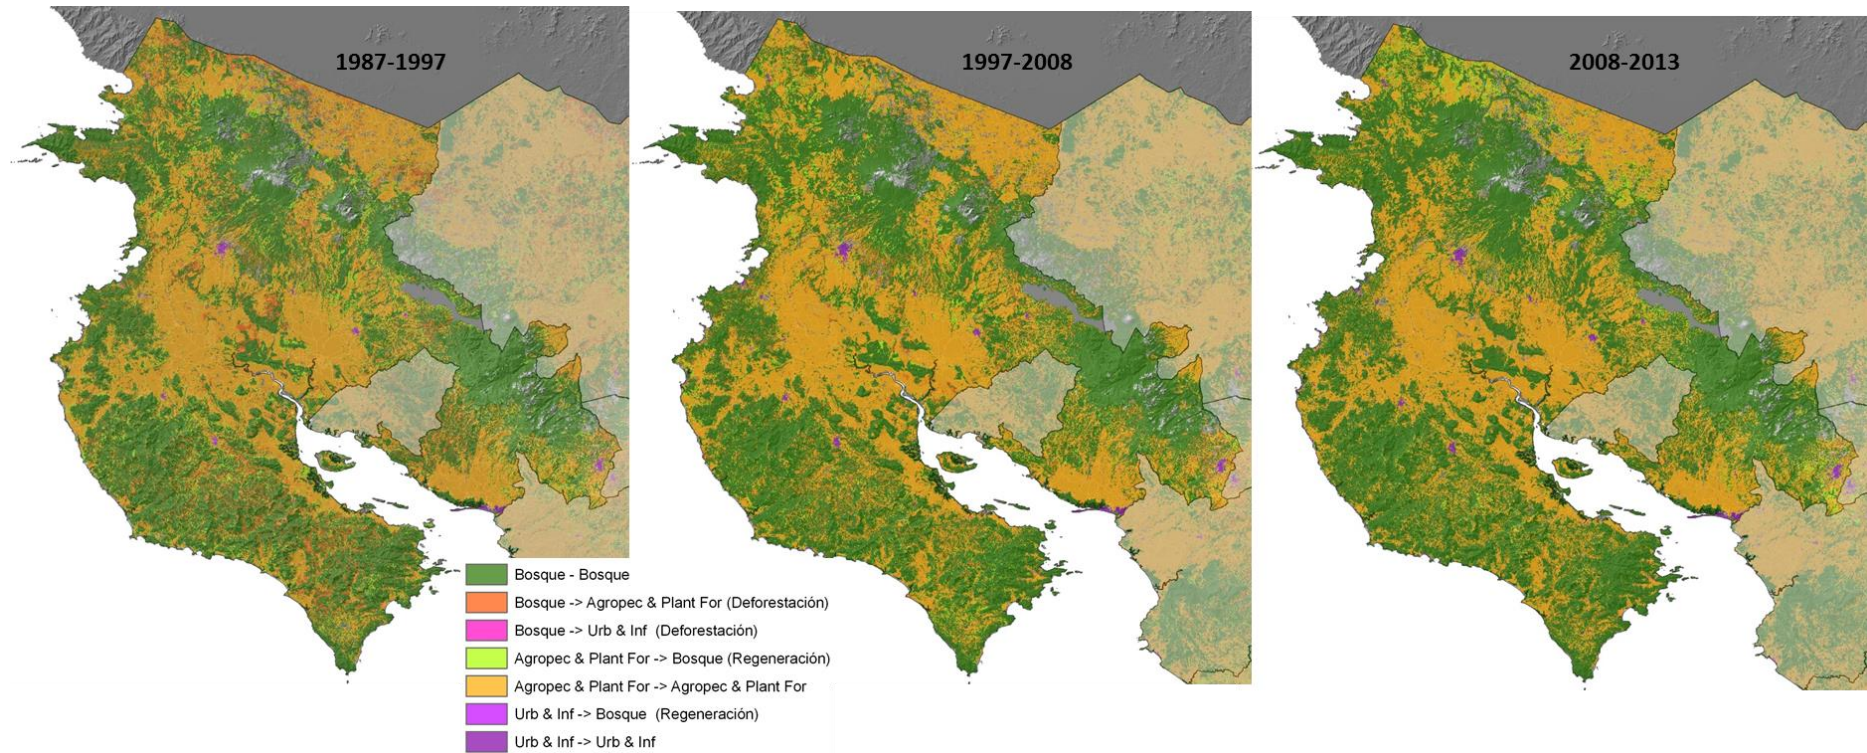 1987-1997
1997-2008
2008-2013
Bosque - Bosque
Bosque -> Agropec & Plant For (Deforestación)
Bosque -> Urb & Inf (Deforestación)
Agropec & Plant For -> Bosque (Regeneración)
Agropec & Plant For -> Agropec & Plant For
Urb & Inf -> Bosque (Regeneración)
Urb & Inf -> Urb & Inf